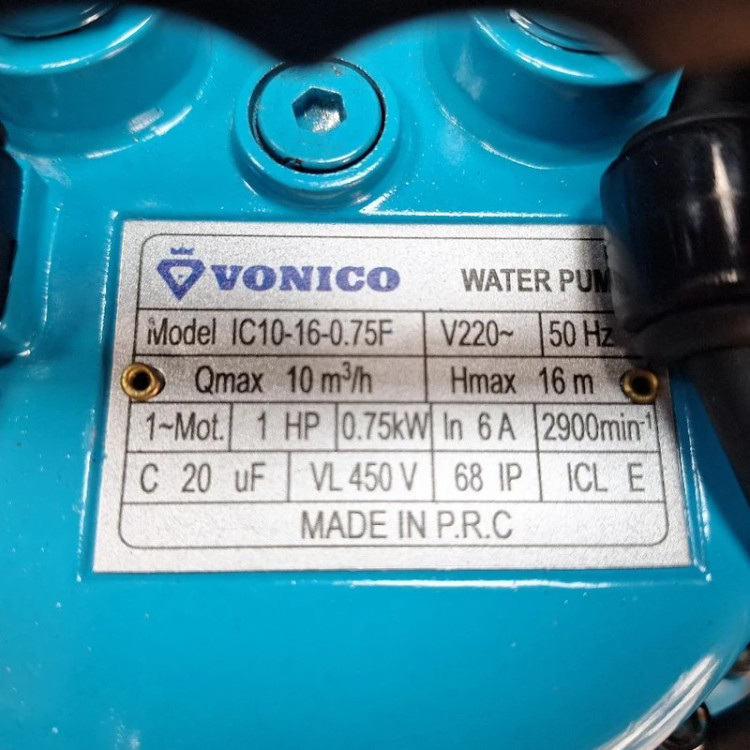 VONICO WATER PUM
Model IC10-16-0.75F V220~ 50 Hz
Qmax 10 m³/h Hmax 16 m
1~Mot. 1 HP 0.75kW In 6 A 2900min⁻¹
C 20 uF VL 450 V 68 IP ICL E
MADE IN P.R.C